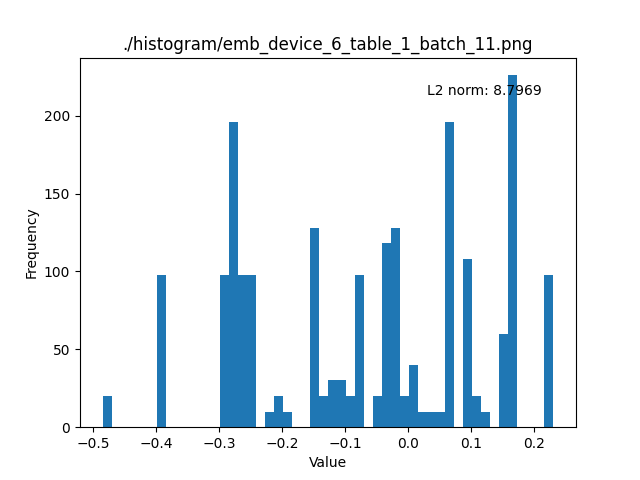 ./histogram/emb_device_6_table_1_batch_11.png
L2 norm: 8.7969
Frequency
200
150
100
50
0
−0.5 −0.4 −0.3 −0.2 −0.1 0.0 0.1 0.2
Value